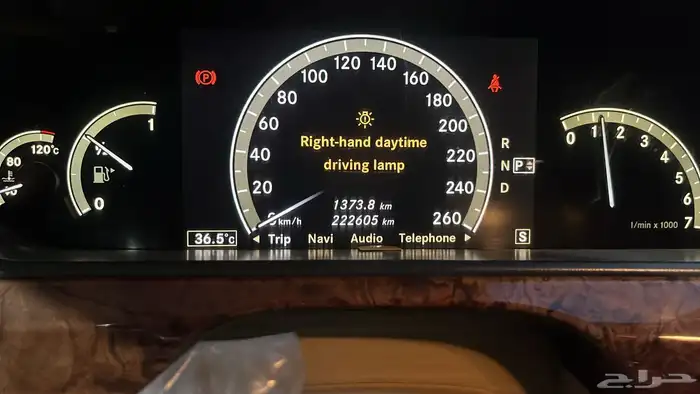 120°C
80
1
½
0
120
100
140
80
160
60
180
40
200
20
220
0
240
km/h
260
Right-hand daytime
driving lamp
1373.8 km
222605 km
36.5°C
Trip Navi Audio Telephone
R
N P
D
S
0 1 2 3 4 5 6 7
1/min x 1000
حراج